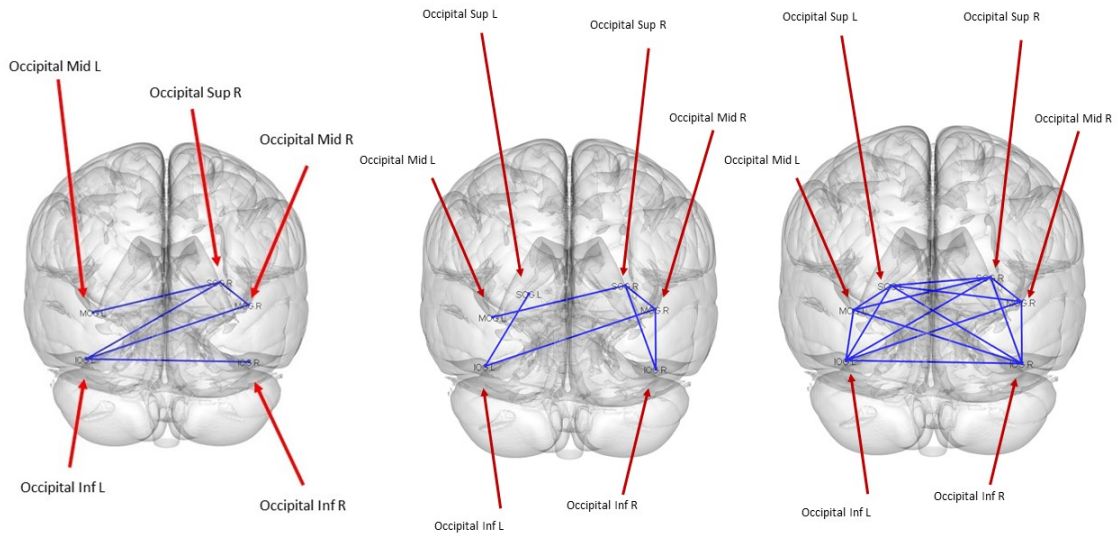 Occipital Mid L
Occipital Sup R
Occipital Mid R
SOG.R
MOG.R
MOG.L
IOG.L
IOG.R
Occipital Inf L
Occipital Inf R
Occipital Sup L
Occipital Sup R
Occipital Mid R
Occipital Mid L
SOG.R
SOG.L
MOG.R
MOG.L
IOG.L
IOG.R
Occipital Inf R
Occipital Inf L
Occipital Sup L
Occipital Sup R
Occipital Mid R
Occipital Mid L
SOG.R
SOG.L
MOG.R
MOG.L
IOG.L
IOG.R
Occipital Inf L
Occipital Inf R